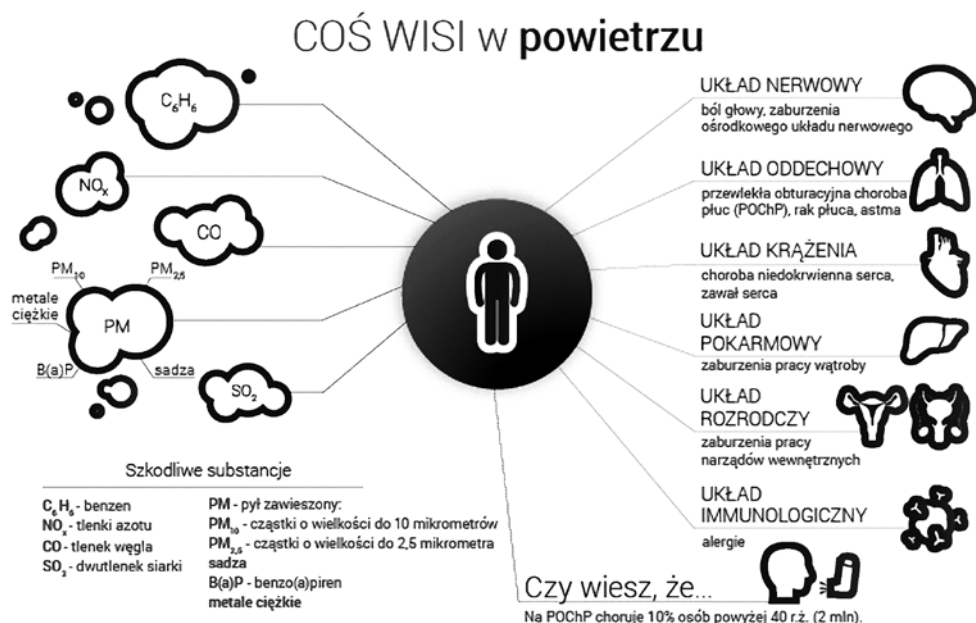 COŚ WISI w powietrzu
C₆H₆
NOₓ
CO
PM₁₀
PM₂,₅
metale
ciężkie
PM
B(a)P
sadza
SO₂
UKŁAD NERWOWY
ból głowy, zaburzenia
ośrodkowego układu nerwowego
UKŁAD ODDECHOWY
przewlekła obturacyjna choroba
płuc (POChP), rak płuca, astma
UKŁAD KRĄŻENIA
choroba niedokrwienna serca,
zawał serca
UKŁAD
POKARMOWY
zaburzenia pracy wątroby
UKŁAD
ROZRODCZY
zaburzenia pracy
narządów wewnętrznych
UKŁAD
IMMUNOLOGICZNY
alergie
Szkodliwe substancje
C₆H₆ - benzen
NOₓ - tlenki azotu
CO - tlenek węgla
SO₂ - dwutlenek siarki
PM - pył zawieszony:
PM₁₀ - cząstki o wielkości do 10 mikrometrów
PM₂,₅ - cząstki o wielkości do 2,5 mikrometra
sadza
B(a)P - benzo(a)piren
metale ciężkie
Czy wiesz, że...
Na POChP choruje 10% osób powyżej 40 r.ż. (2 mln).